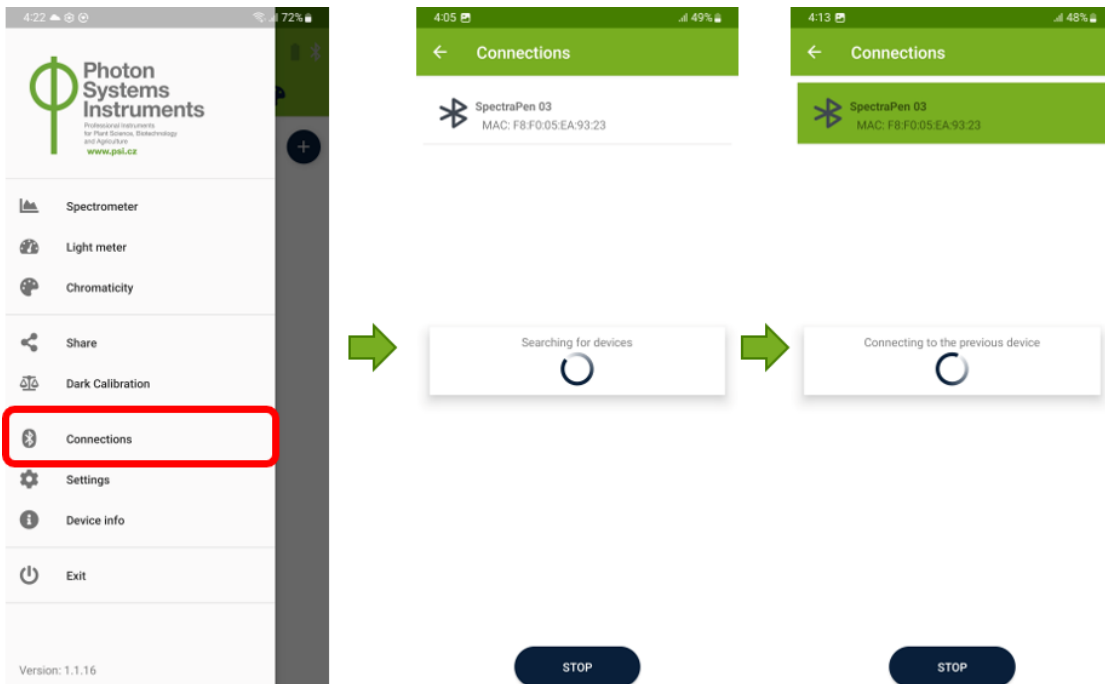 4:22
72%
Photon
Systems
Instruments
Professional Instruments
for Plant Science, Biotechnology
and Agriculture
www.psi.cz
Spectrometer
Light meter
Chromaticity
Share
Dark Calibration
Connections
Settings
Device info
Exit
Version: 1.1.16
4:05
49%
Connections
SpectraPen 03
MAC: F8:F0:05:EA:93:23
Searching for devices
STOP
4:13
48%
Connections
SpectraPen 03
MAC: F8:F0:05:EA:93:23
Connecting to the previous device
STOP